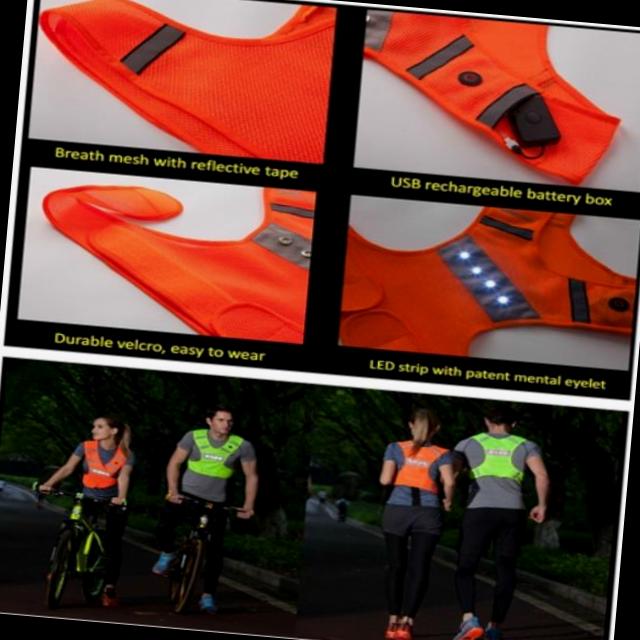 Breath mesh with reflective tape
USB rechargeable battery box
Durable velcro, easy to wear
LED strip with patent mental eyelet